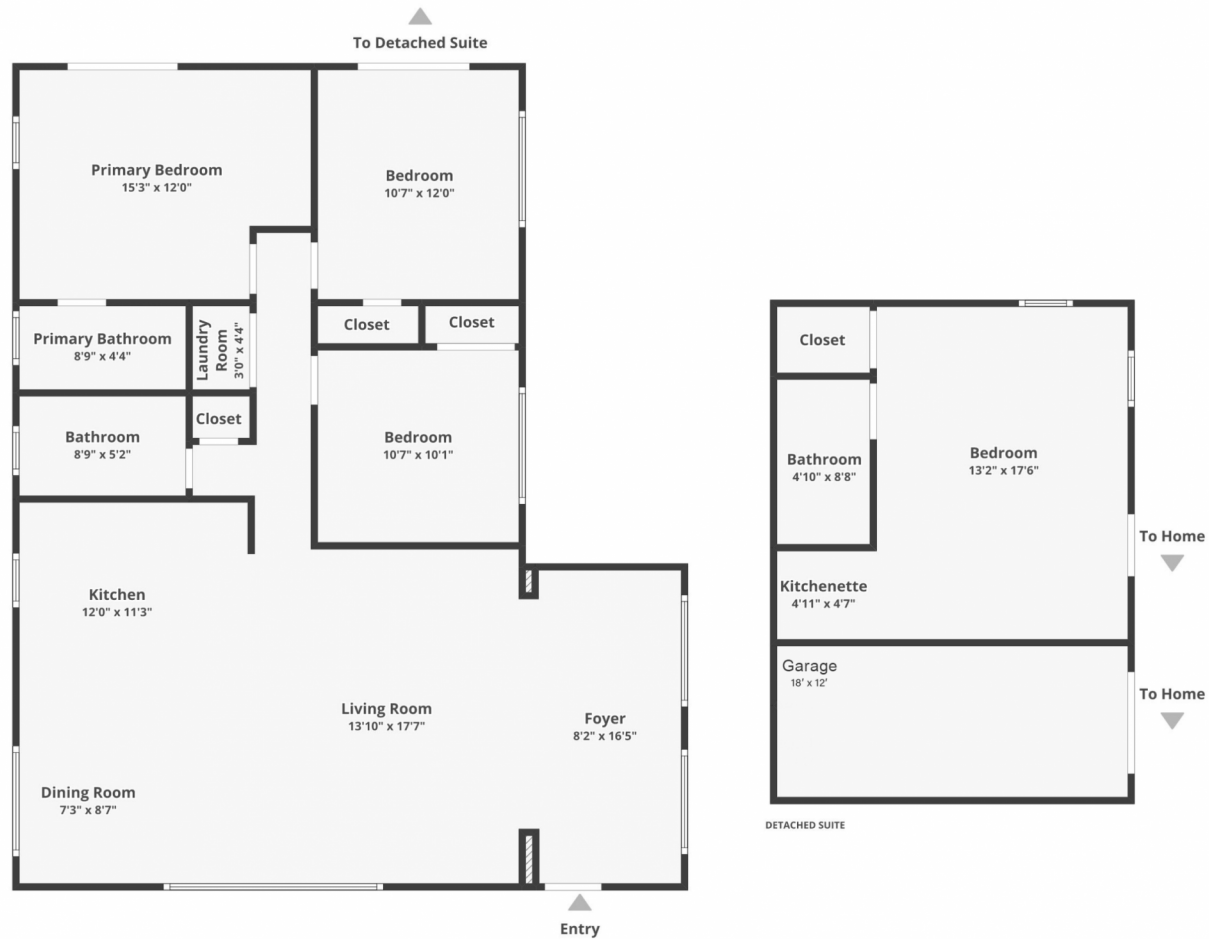 To Detached Suite
Primary Bedroom
15'3" x 12'0"
Bedroom
10'7" x 12'0"
Closet
Closet
Primary Bathroom
8'9" x 4'4"
Laundry
Room
3'0" x 4'4"
Closet
Bathroom
8'9" x 5'2"
Bedroom
10'7" x 10'1"
Kitchen
12'0" x 11'3"
Living Room
13'10" x 17'7"
Foyer
8'2" x 16'5"
Dining Room
7'3" x 8'7"
Entry
Closet
Bathroom
4'10" x 8'8"
Bedroom
13'2" x 17'6"
To Home
Kitchenette
4'11" x 4'7"
Garage
18' x 12'
To Home
DETACHED SUITE